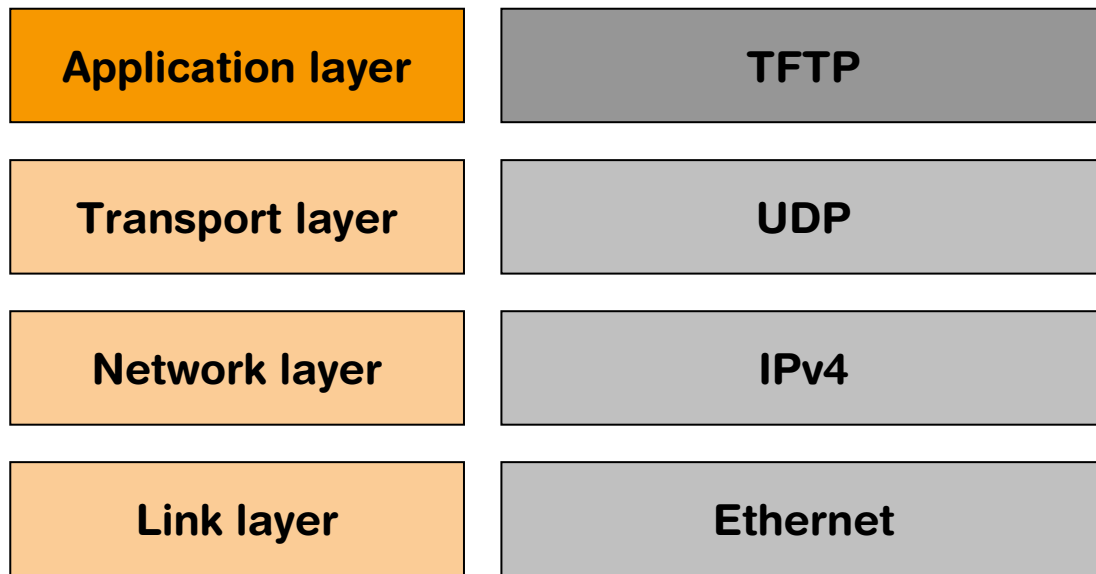 Application layer
TFTP
Transport layer
UDP
Network layer
IPv4
Link layer
Ethernet